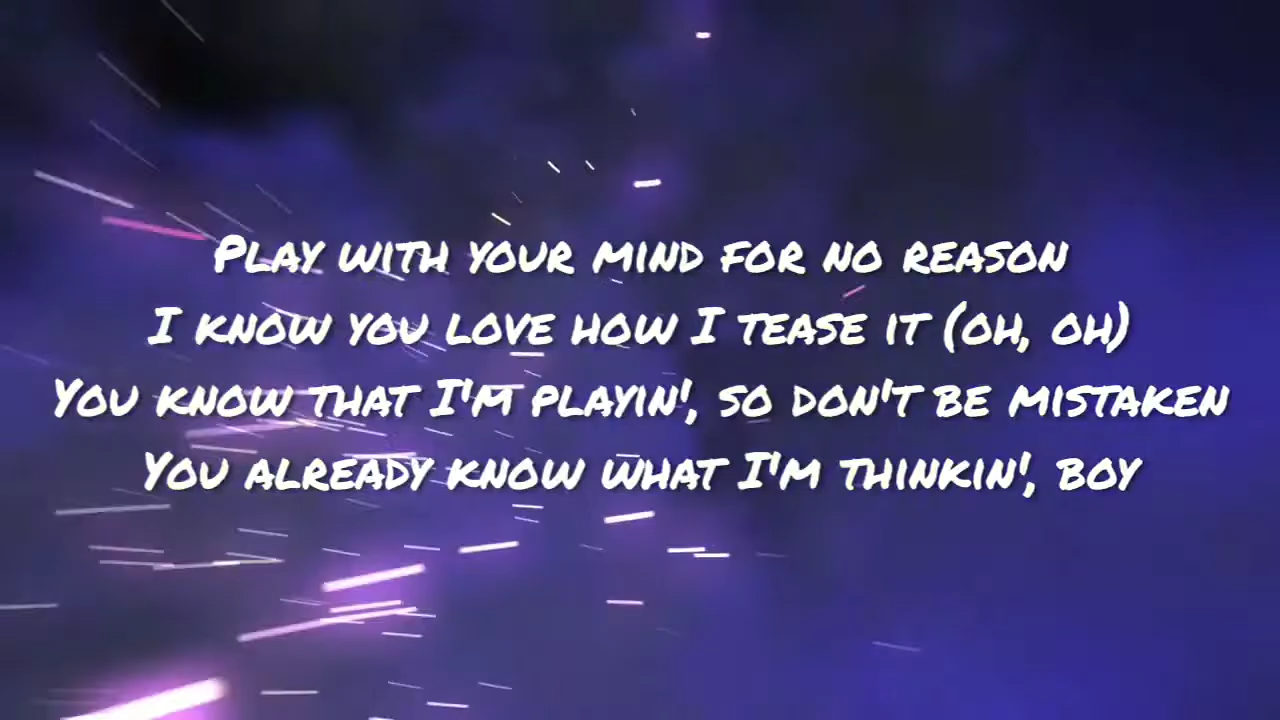 Play with your mind for no reason
I know you love how I tease it (oh, oh)
You know that I'm playin', so don't be mistaken
You already know what I'm thinkin', boy